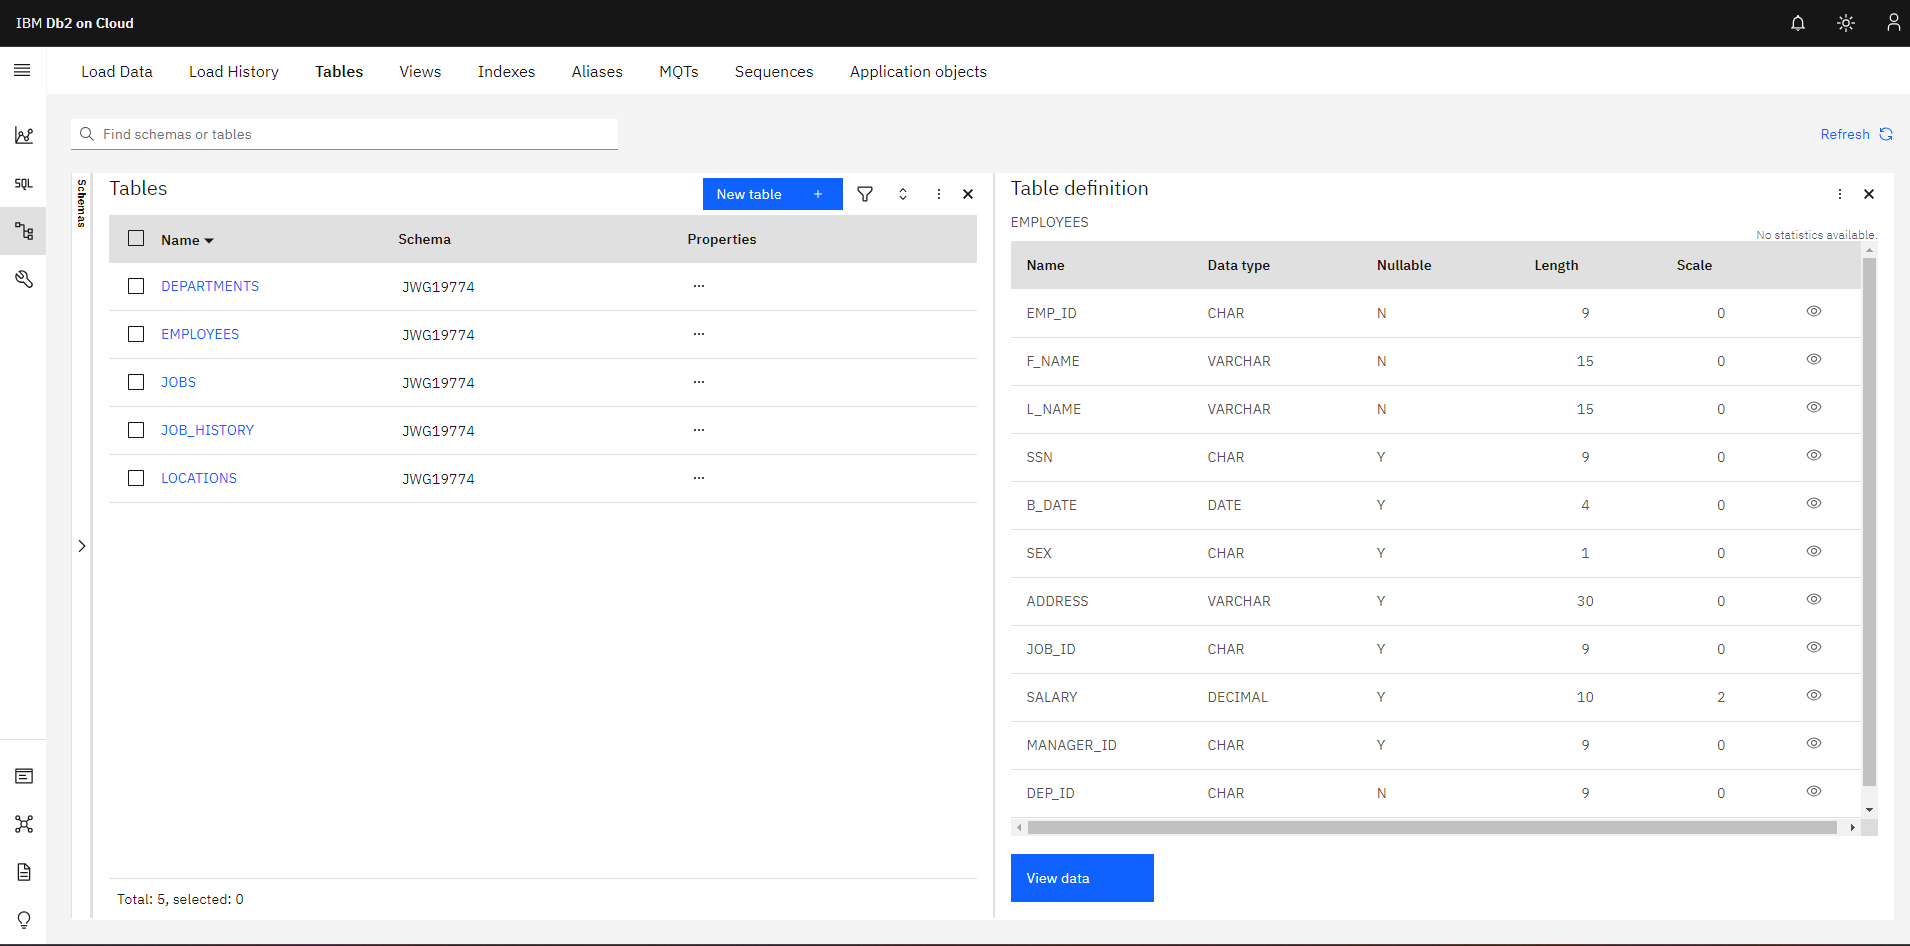 IBM Db2 on Cloud
Load Data Load History Tables Views Indexes Aliases MQTs Sequences Application objects
SQL
Find schemas or tables
Refresh
Schemas
Tables
New table +
Name Schema Properties
DEPARTMENTS JWG19774 ...
EMPLOYEES JWG19774 ...
JOBS JWG19774 ...
JOB_HISTORY JWG19774 ...
LOCATIONS JWG19774 ...
Total: 5, selected: 0
Table definition
EMPLOYEES
No statistics available.
Name Data type Nullable Length Scale
EMP_ID CHAR N 9 0
F_NAME VARCHAR N 15 0
L_NAME VARCHAR N 15 0
SSN CHAR Y 9 0
B_DATE DATE Y 4 0
SEX CHAR Y 1 0
ADDRESS VARCHAR Y 30 0
JOB_ID CHAR Y 9 0
SALARY DECIMAL Y 10 2
MANAGER_ID CHAR Y 9 0
DEP_ID CHAR N 9 0
View data